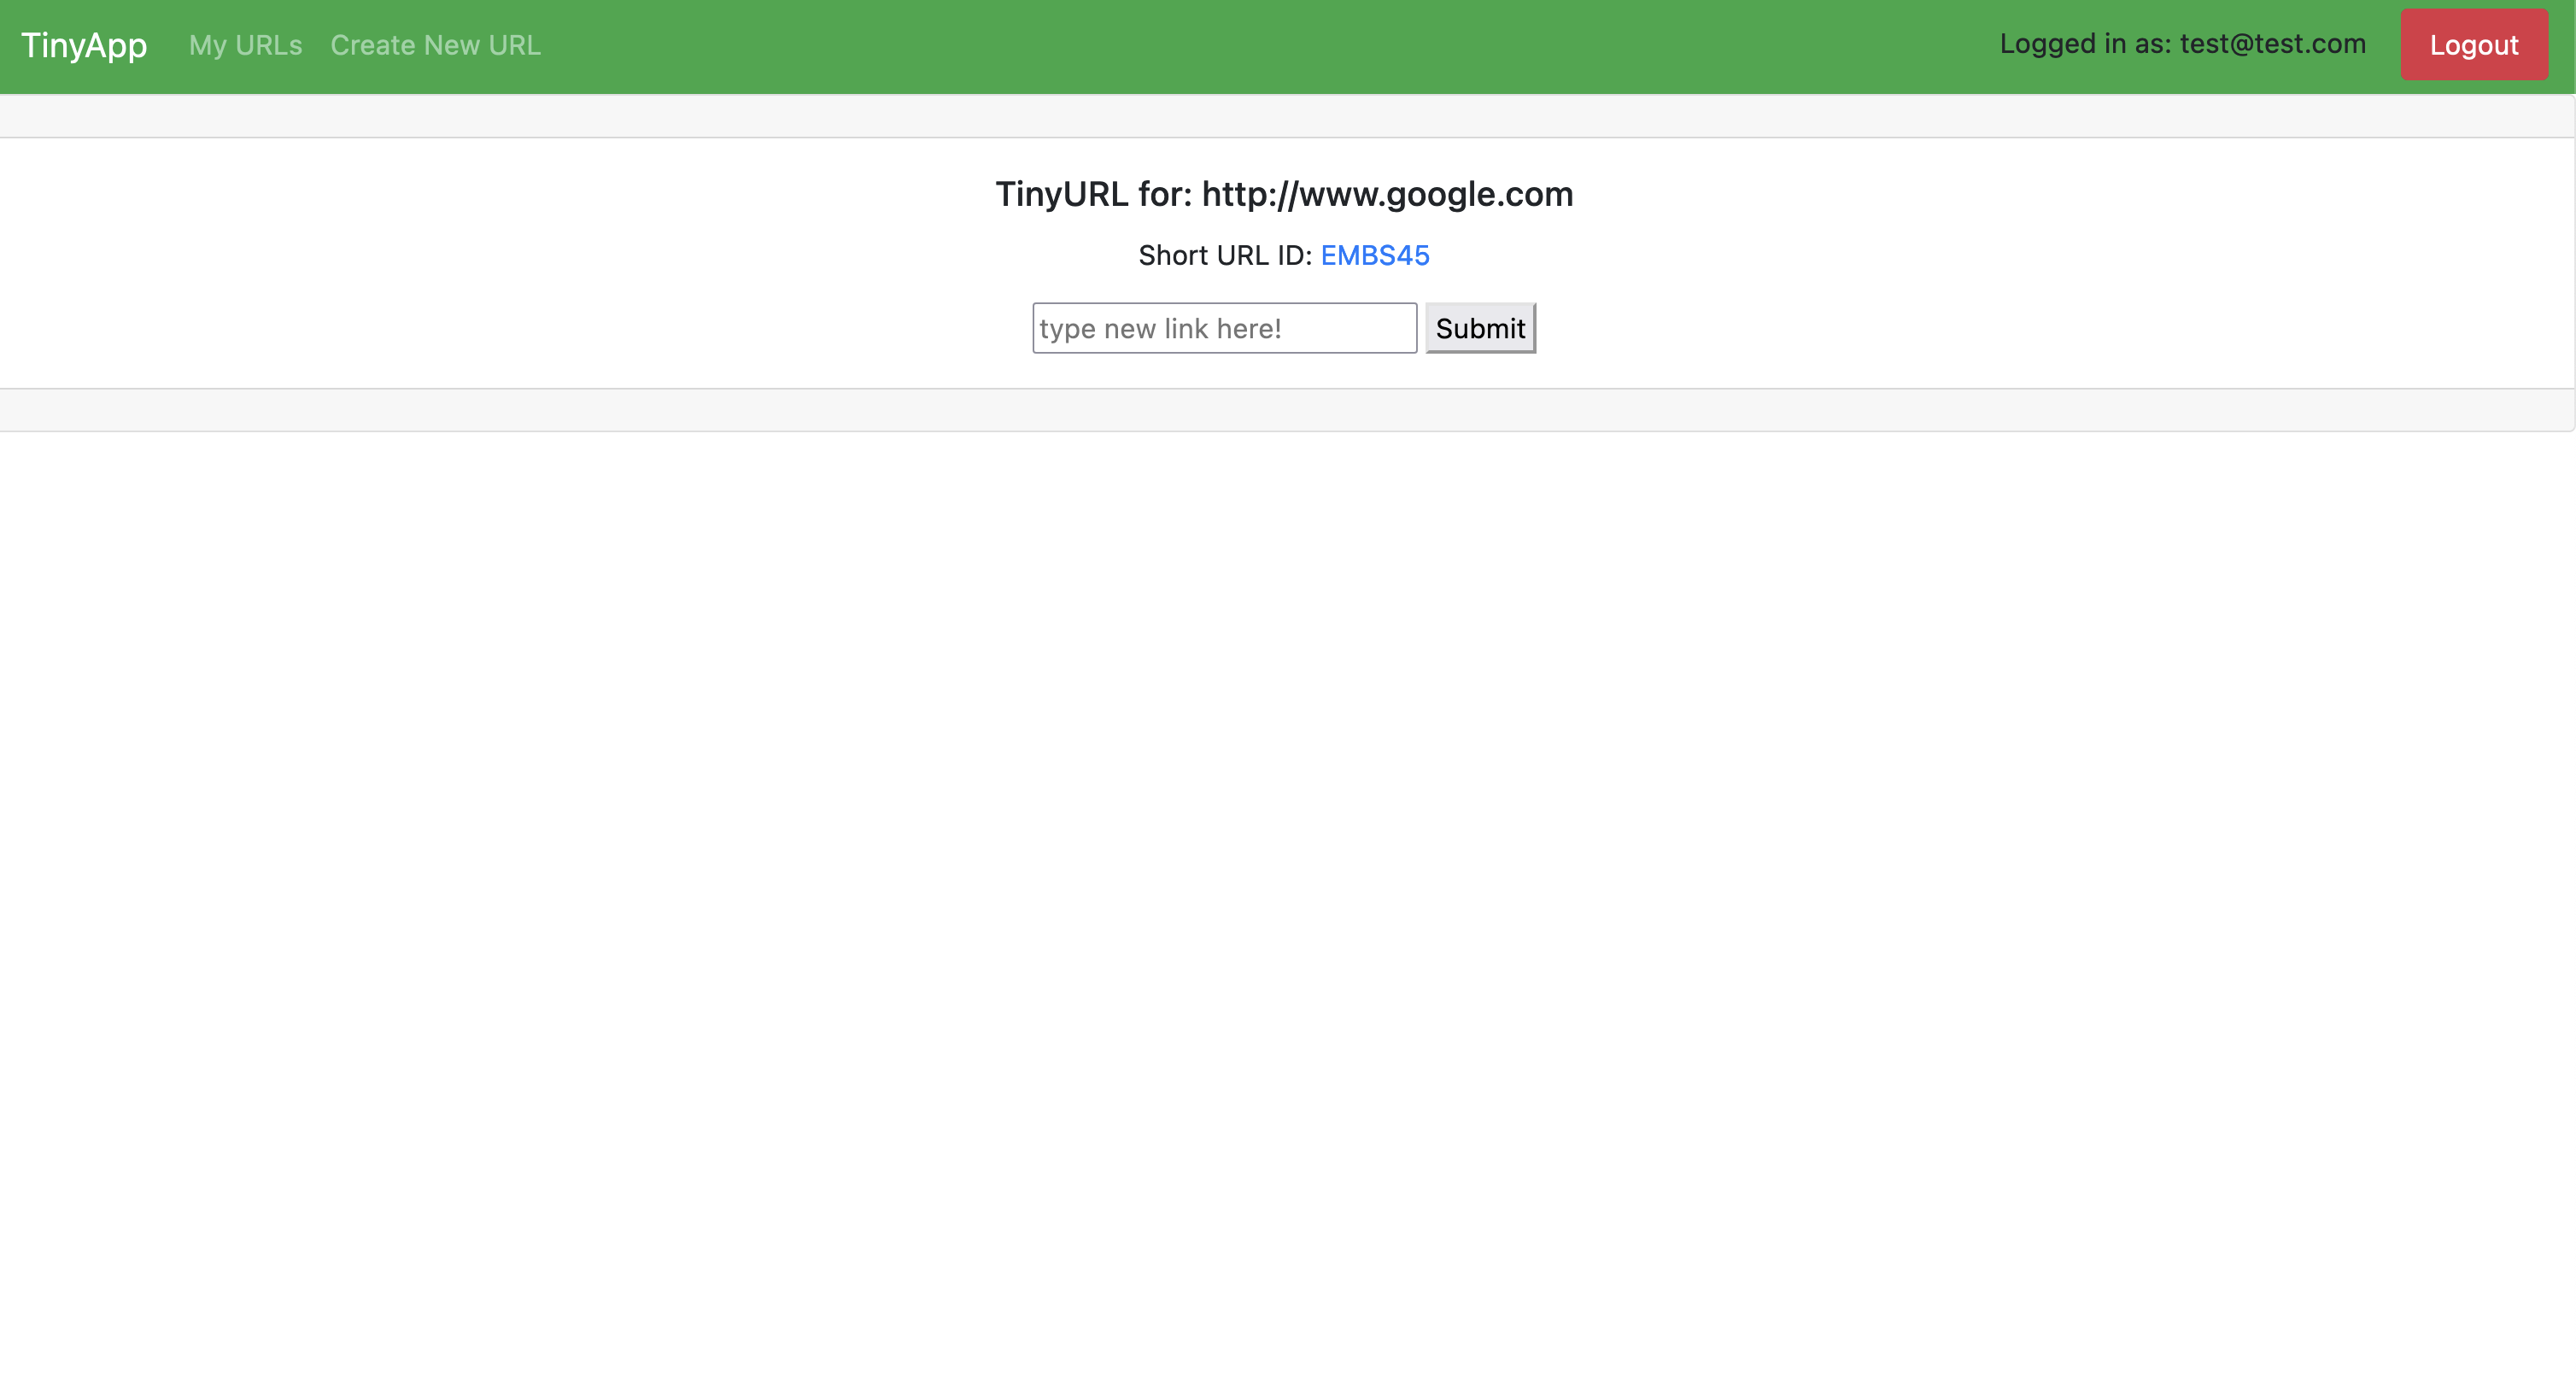 TinyApp My URLs Create New URL Logged in as: test@test.com Logout
TinyURL for: http://www.google.com
Short URL ID: EMBS45
type new link here! Submit